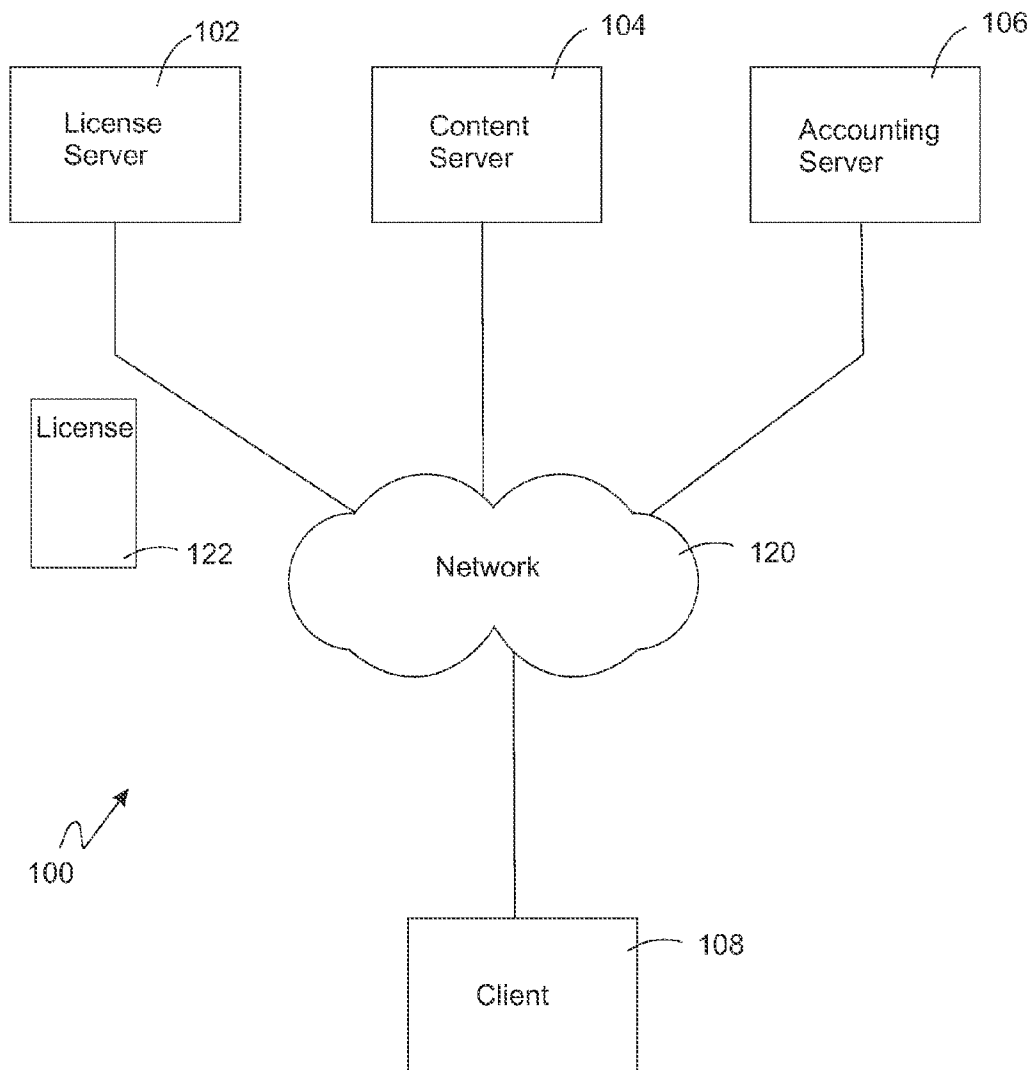 102
104
106
License
Server
Content
Server
Accounting
Server
License
122
Network
120
100
108
Client